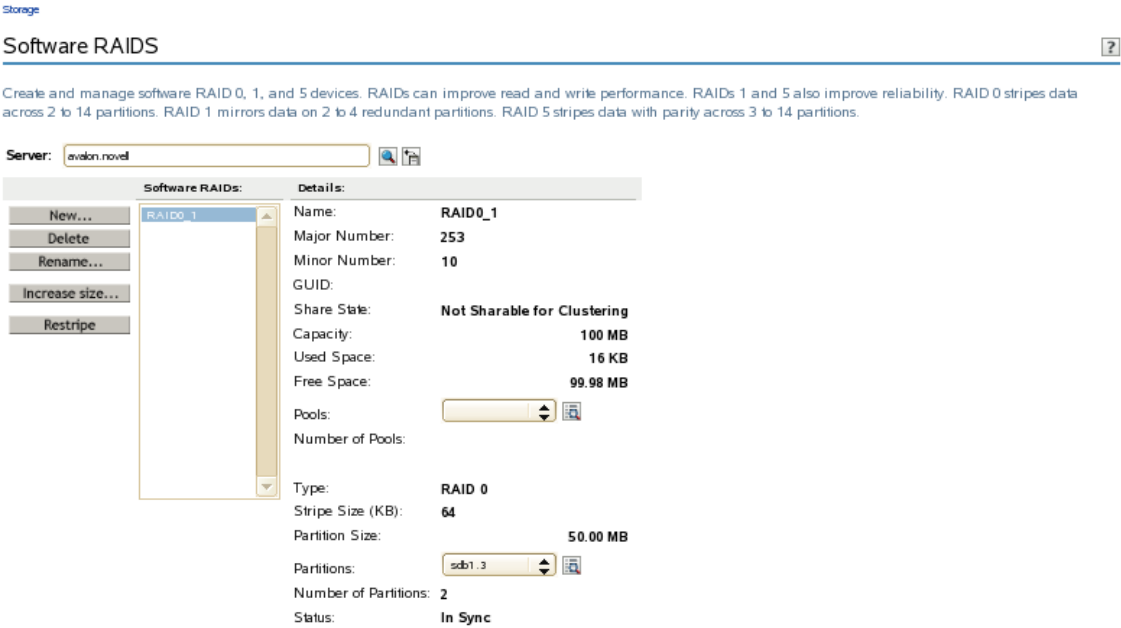 Storage
Software RAIDS
?
Create and manage software RAID 0, 1, and 5 devices. RAIDs can improve read and write performance. RAIDs 1 and 5 also improve reliability. RAID 0 stripes data
across 2 to 14 partitions. RAID 1 mirrors data on 2 to 4 redundant partitions. RAID 5 stripes data with parity across 3 to 14 partitions.
Server: avalon.novell
Software RAIDs: Details:
New... RAID0_1 Name: RAID0_1
Delete Major Number: 253
Rename... Minor Number: 10
GUID:
Increase size... Share State: Not Sharable for Clustering
Restripe Capacity: 100 MB
Used Space: 16 KB
Free Space: 99.98 MB
Pools:
Number of Pools:
Type: RAID 0
Stripe Size (KB): 64
Partition Size: 50.00 MB
Partitions: sdb1.3
Number of Partitions: 2
Status: In Sync